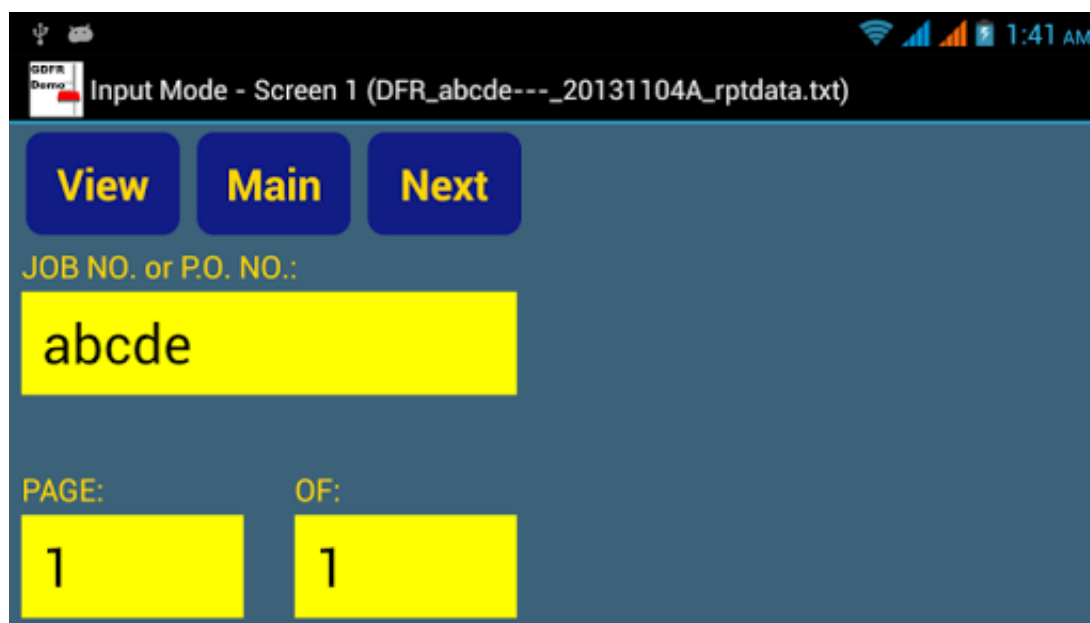 1:41 AM
GDFR
Demo
Input Mode - Screen 1 (DFR_abcde---_20131104A_rptdata.txt)
View Main Next
JOB NO. or P.O. NO.:
abcde
PAGE: OF:
1 1